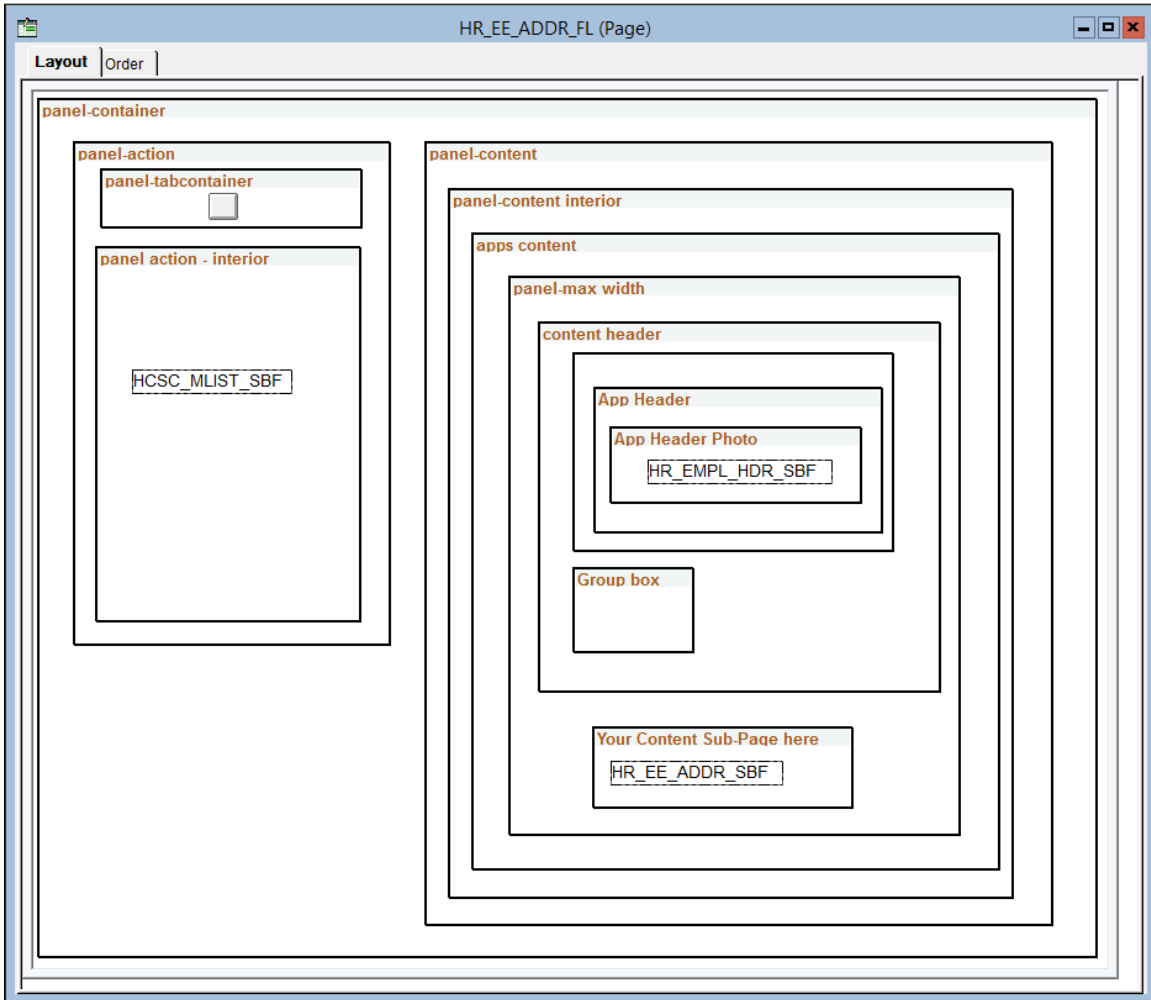 HR_EE_ADDR_FL (Page)
Layout
Order
panel-container
panel-action
panel-tabcontainer
panel action - interior
HCSC_MLIST_SBF
panel-content
panel-content interior
apps content
panel-max width
content header
App Header
App Header Photo
HR_EMPL_HDR_SBF
Group box
Your Content Sub-Page here
HR_EE_ADDR_SBF